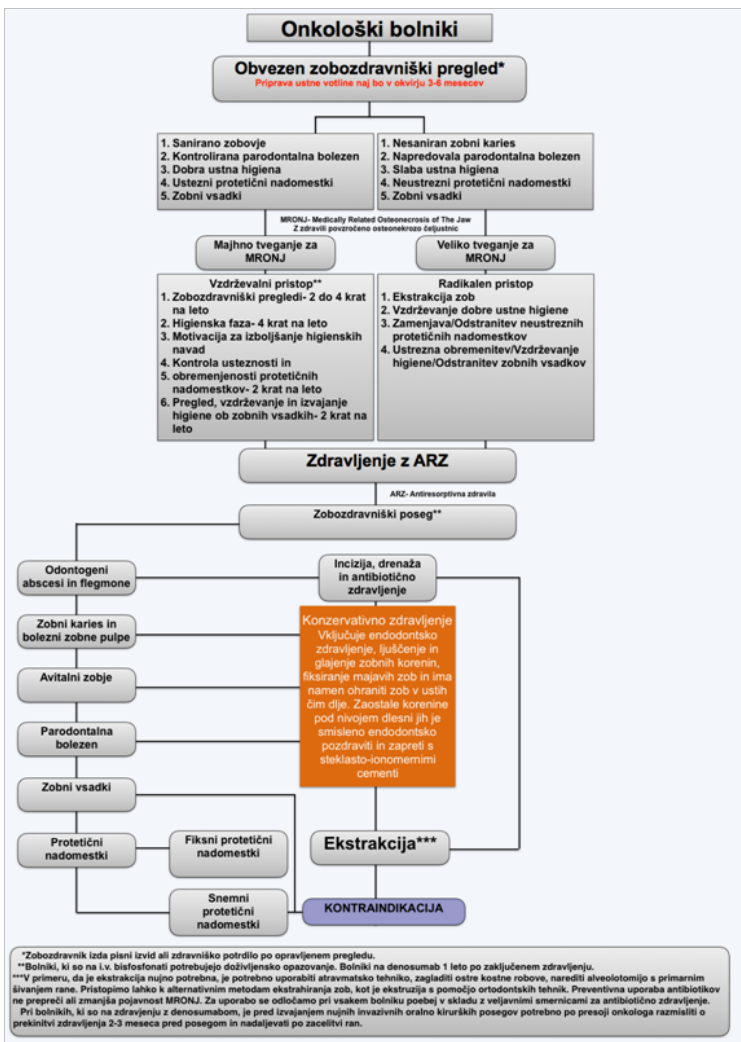 Onkološki bolniki
Obvezen zobozdravniški pregled*
Priprava ustne votline naj bo v okvirju 3-6 mesecev
1. Sanirano zobovje
2. Kontrolirana parodontalna bolezen
3. Dobra ustna higiena
4. Ustezni protetični nadomestki
5. Zobni vsadki
1. Nesaniran zobni karies
2. Napredovala parodontalna bolezen
3. Slaba ustna higiena
4. Neustrezni protetični nadomestki
5. Zobni vsadki
MRONJ- Medically Related Osteonecrosis of The Jaw
Z zdravili povzročeno osteonekrozo čeljustnic
Majhno tveganje za
MRONJ
Veliko tveganje za
MRONJ
Vzdrževalni pristop**
1. Zobozdravniški pregledi- 2 do 4 krat
na leto
2. Higienska faza- 4 krat na leto
3. Motivacija za izboljšanje higienskih
navad
4. Kontrola usteznosti in
5. obremenjenosti protetičnih
nadomestkov- 2 krat na leto
6. Pregled, vzdrževanje in izvajanje
higiene ob zobnih vsadkih- 2 krat na
leto
Radikalen pristop
1. Ekstrakcija zob
2. Vzdrževanje dobre ustne higiene
3. Zamenjava/Odstranitev neustreznih
protetičnih nadomestkov
4. Ustrezna obremenitev/Vzdrževanje
higiene/Odstranitev zobnih vsadkov
Zdravljenje z ARZ
ARZ- Antiresorptivna zdravila
Zobozdravniški poseg**
Odontogeni
abscesi in flegmone
Incizija, drenaža
in antibiotično
zdravljenje
Zobni karies in
bolezni zobne pulpe
Avitalni zobje
Parodontalna
bolezen
Zobni vsadki
Konzervativno zdravljenje
Vključuje endodontsko
zdravljenje, luščenje in
glajenje zobnih korenin,
fiksiranje majavih zob in ima
namen ohraniti zob v ustih
čim dlje. Zaostale korenine
pod nivojem dlesni jih je
smisleno endodontsko
pozdraviti in zapreti s
steklasto-ionomernimi
cementi
Protetični
nadomestki
Fiksni protetični
nadomestki
Ekstrakcija***
Snemni
protetični
nadomestki
KONTRAINDIKACIJA
*Zobozdravnik izda pisni izvid ali zdravniško potrdilo po opravljenem pregledu.
**Bolniki, ki so na i.v. bisfosfonati potrebujejo doživljensko opazovanje. Bolniki na denosumab 1 leto po zaključenem zdravljenju.
***V primeru, da je ekstrakcija nujno potrebna, je potrebno uporabiti atravmatsko tehniko, zagladiti ostre kostne robove, narediti alveolotomijo s primarnim
šivanjem rane. Pristopimo lahko k alternativnim metodam ekstrahiranja zob, kot je ekstruzija s pomočjo ortodontskih tehnik. Preventivna uporaba antibiotikov
ne prepreči ali zmanjša pojavnost MRONJ. Za uporabo se odločamo pri vsakem bolniku poebej v skladu z veljavnimi smernicami za antibiotično zdravljenje.
Pri bolnikih, ki so na zdravjenju z denosumabom, je pred izvajanjem nujnih invazivnih oralno kirurških posegov potrebno po presoji onkologa razmisliti o
prekinitvi zdravljenja 2-3 meseca pred posegom in nadaljevati po zacelitvi ran.